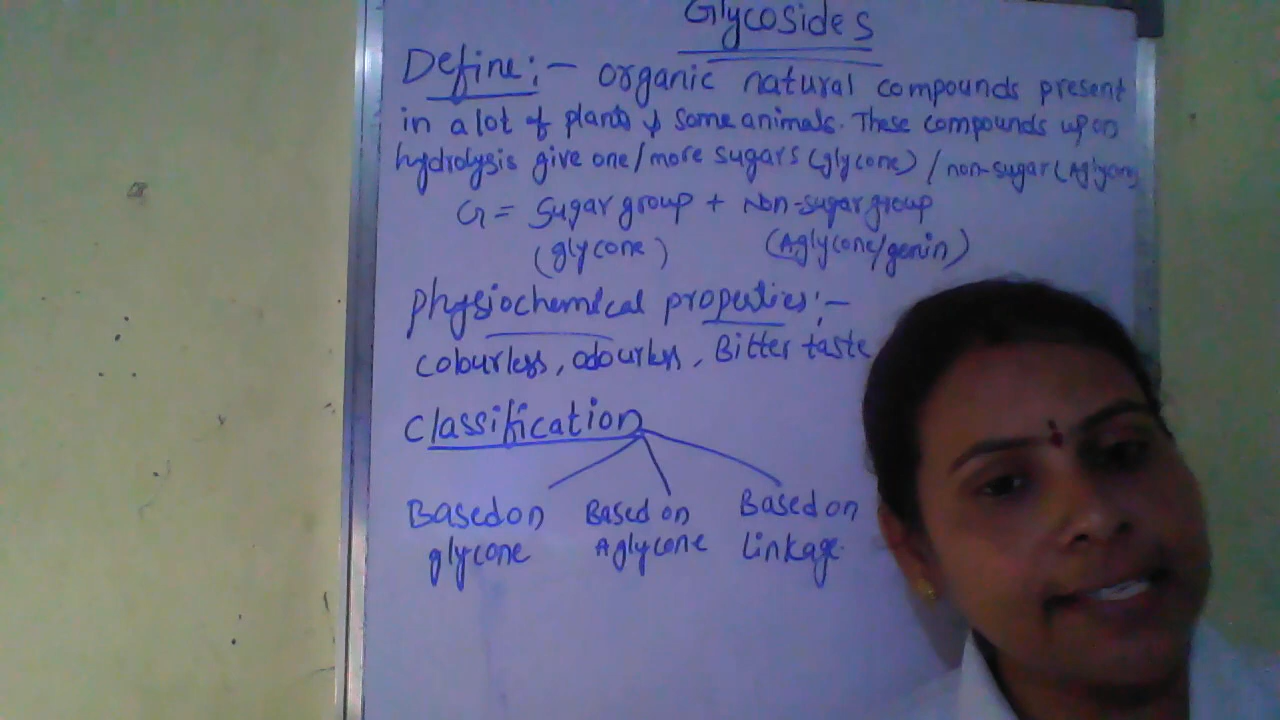 Glycosides
Define:- organic natural compounds present
in a lot of plants & some animals. These compounds upon
hydrolysis give one/more sugars (glycone) / non-sugar (Aglycone)
G = Sugar group + Non-sugar group
(glycone) (Aglycone/genin)
physiochemical properties:-
colourless, odourless, Bitter taste
Classification
Based on Based on Based on
glycone Aglycone Linkage